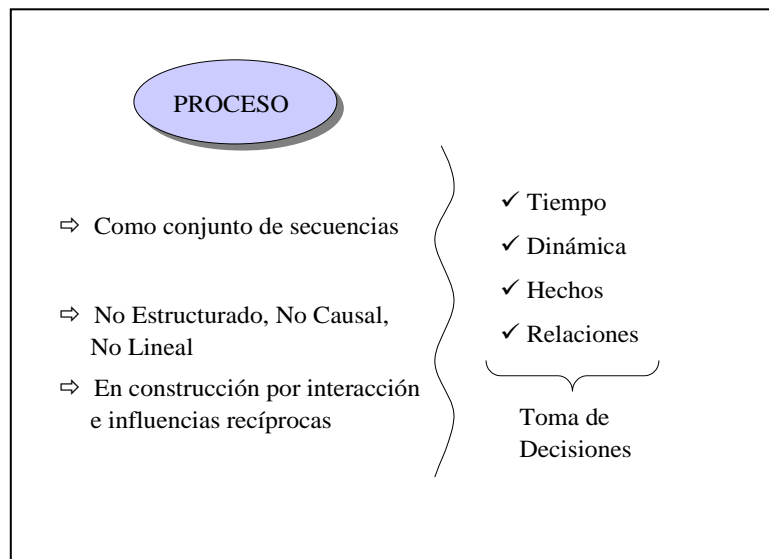 PROCESO
⇨ Como conjunto de secuencias
⇨ No Estructurado, No Causal,
No Lineal
⇨ En construcción por interacción
e influencias recíprocas
✓ Tiempo
✓ Dinámica
✓ Hechos
✓ Relaciones
Toma de
Decisiones